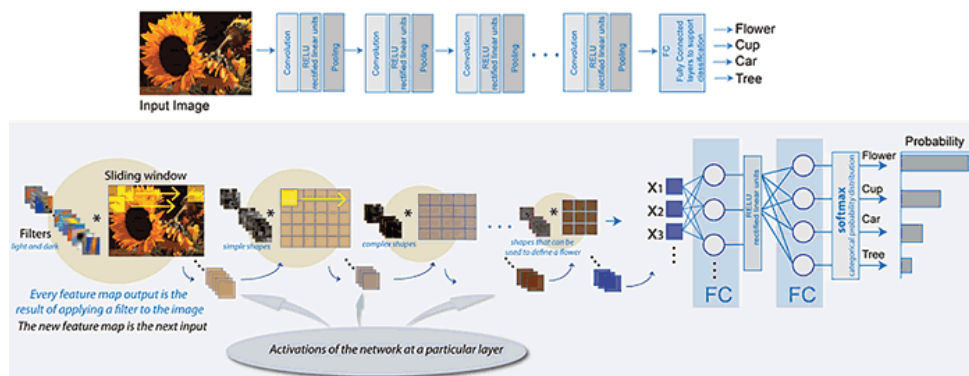 Input Image
Convolution
RELU
rectified linear units
Pooling
Convolution
RELU
rectified linear units
Pooling
Convolution
RELU
rectified linear units
Pooling
Convolution
RELU
rectified linear units
Pooling
FC
Fully Connected
layers to support
classification
Flower
Cup
Car
Tree
Sliding window
Filters
light and dark
*
simple shapes
*
complex shapes
*
shapes that can be
used to define a flower
*
Every feature map output is the
result of applying a filter to the image
The new feature map is the next input
Activations of the network at a particular layer
X1
X2
X3
FC
RELU
rectified linear units
FC
softmax
categorical probability distribution
Probability
Flower
Cup
Car
Tree